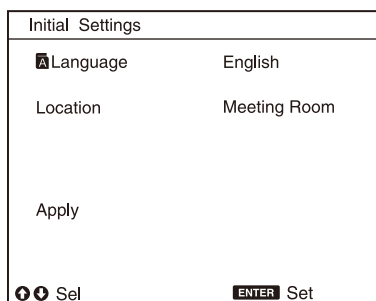 Initial Settings
A Language English
Location Meeting Room
Apply
Sel ENTER Set